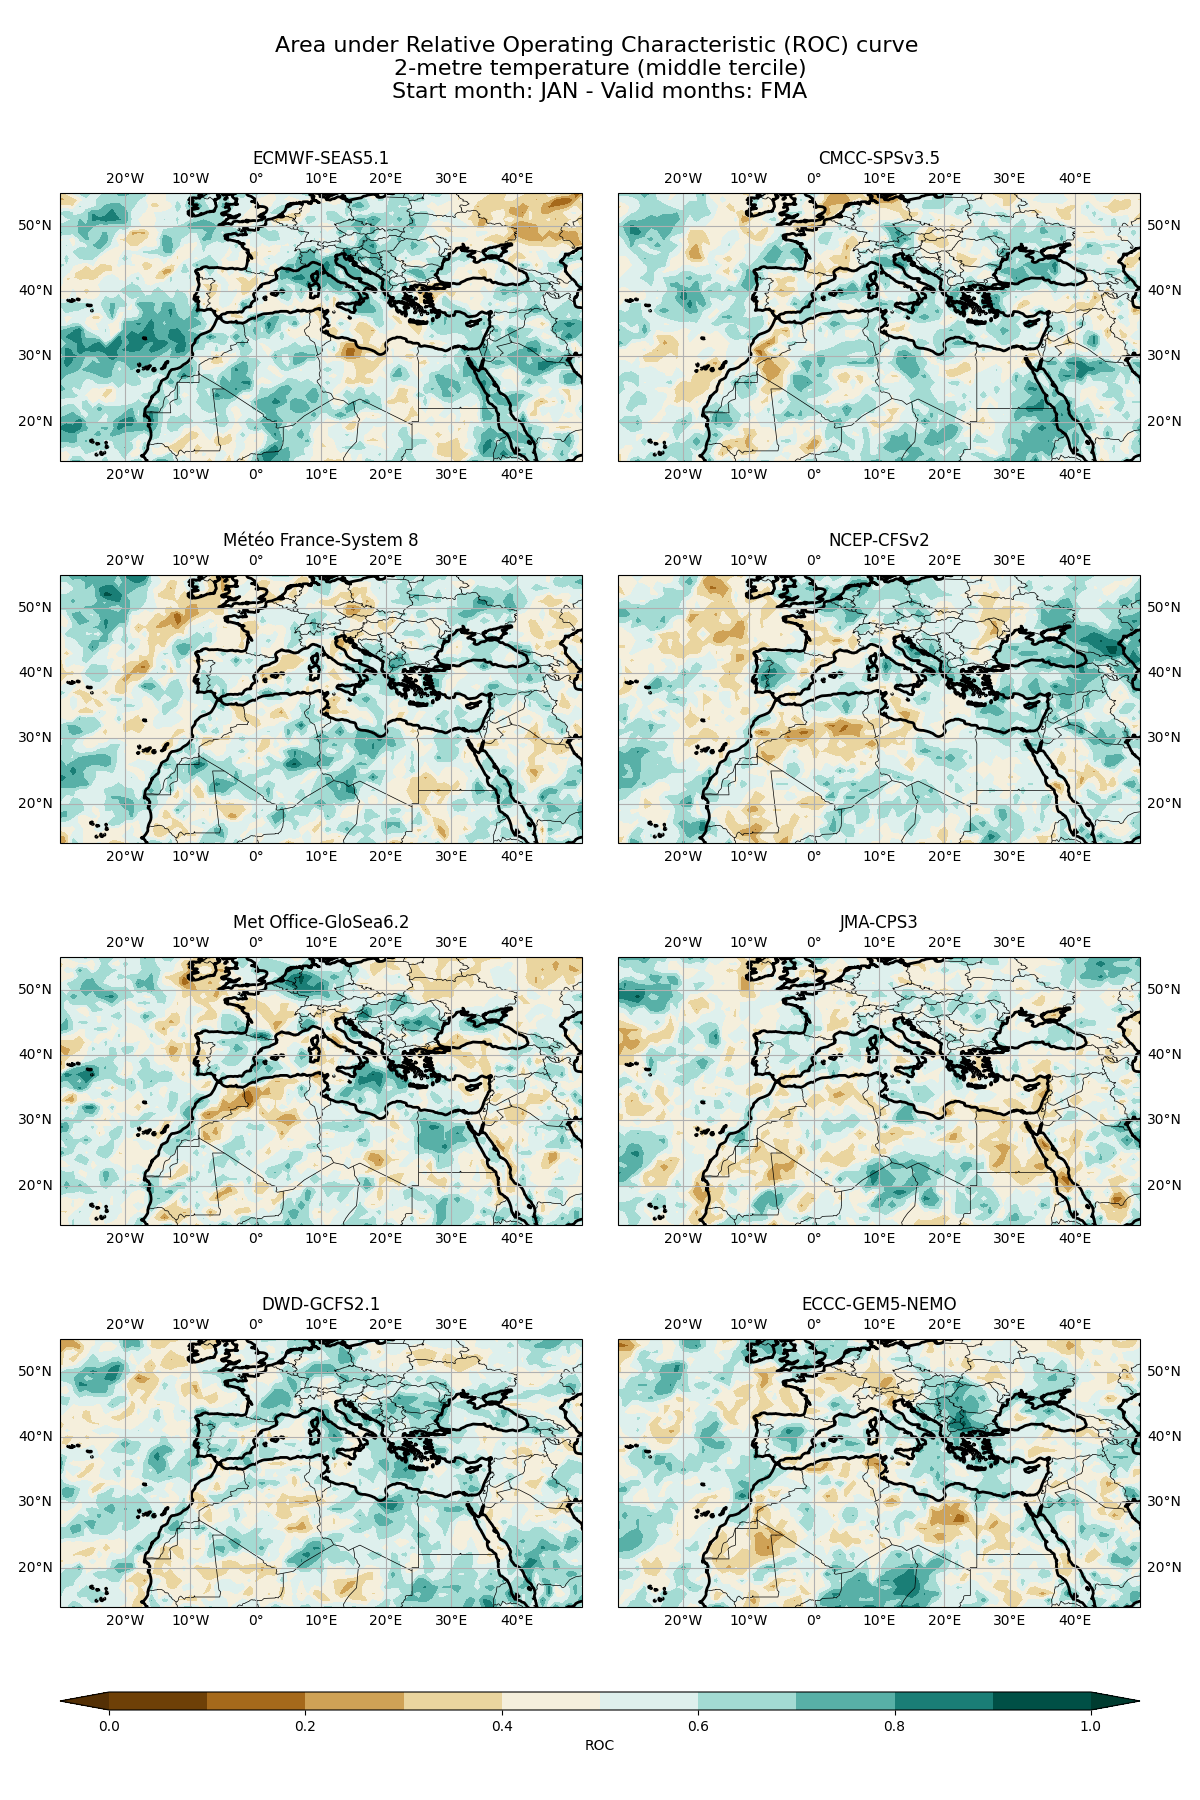 Area under Relative Operating Characteristic (ROC) curve
2-metre temperature (middle tercile)
Start month: JAN - Valid months: FMA
ECMWF-SEAS5.1
20°W 10°W 0° 10°E 20°E 30°E 40°E
50°N
40°N
30°N
20°N
20°W 10°W 0° 10°E 20°E 30°E 40°E
CMCC-SPSv3.5
20°W 10°W 0° 10°E 20°E 30°E 40°E
50°N
40°N
30°N
20°N
20°W 10°W 0° 10°E 20°E 30°E 40°E
Météo France-System 8
20°W 10°W 0° 10°E 20°E 30°E 40°E
50°N
40°N
30°N
20°N
20°W 10°W 0° 10°E 20°E 30°E 40°E
NCEP-CFSv2
20°W 10°W 0° 10°E 20°E 30°E 40°E
50°N
40°N
30°N
20°N
20°W 10°W 0° 10°E 20°E 30°E 40°E
Met Office-GloSea6.2
20°W 10°W 0° 10°E 20°E 30°E 40°E
50°N
40°N
30°N
20°N
20°W 10°W 0° 10°E 20°E 30°E 40°E
JMA-CPS3
20°W 10°W 0° 10°E 20°E 30°E 40°E
50°N
40°N
30°N
20°N
20°W 10°W 0° 10°E 20°E 30°E 40°E
DWD-GCFS2.1
20°W 10°W 0° 10°E 20°E 30°E 40°E
50°N
40°N
30°N
20°N
20°W 10°W 0° 10°E 20°E 30°E 40°E
ECCC-GEM5-NEMO
20°W 10°W 0° 10°E 20°E 30°E 40°E
50°N
40°N
30°N
20°N
20°W 10°W 0° 10°E 20°E 30°E 40°E
0.0 0.2 0.4 0.6 0.8 1.0
ROC